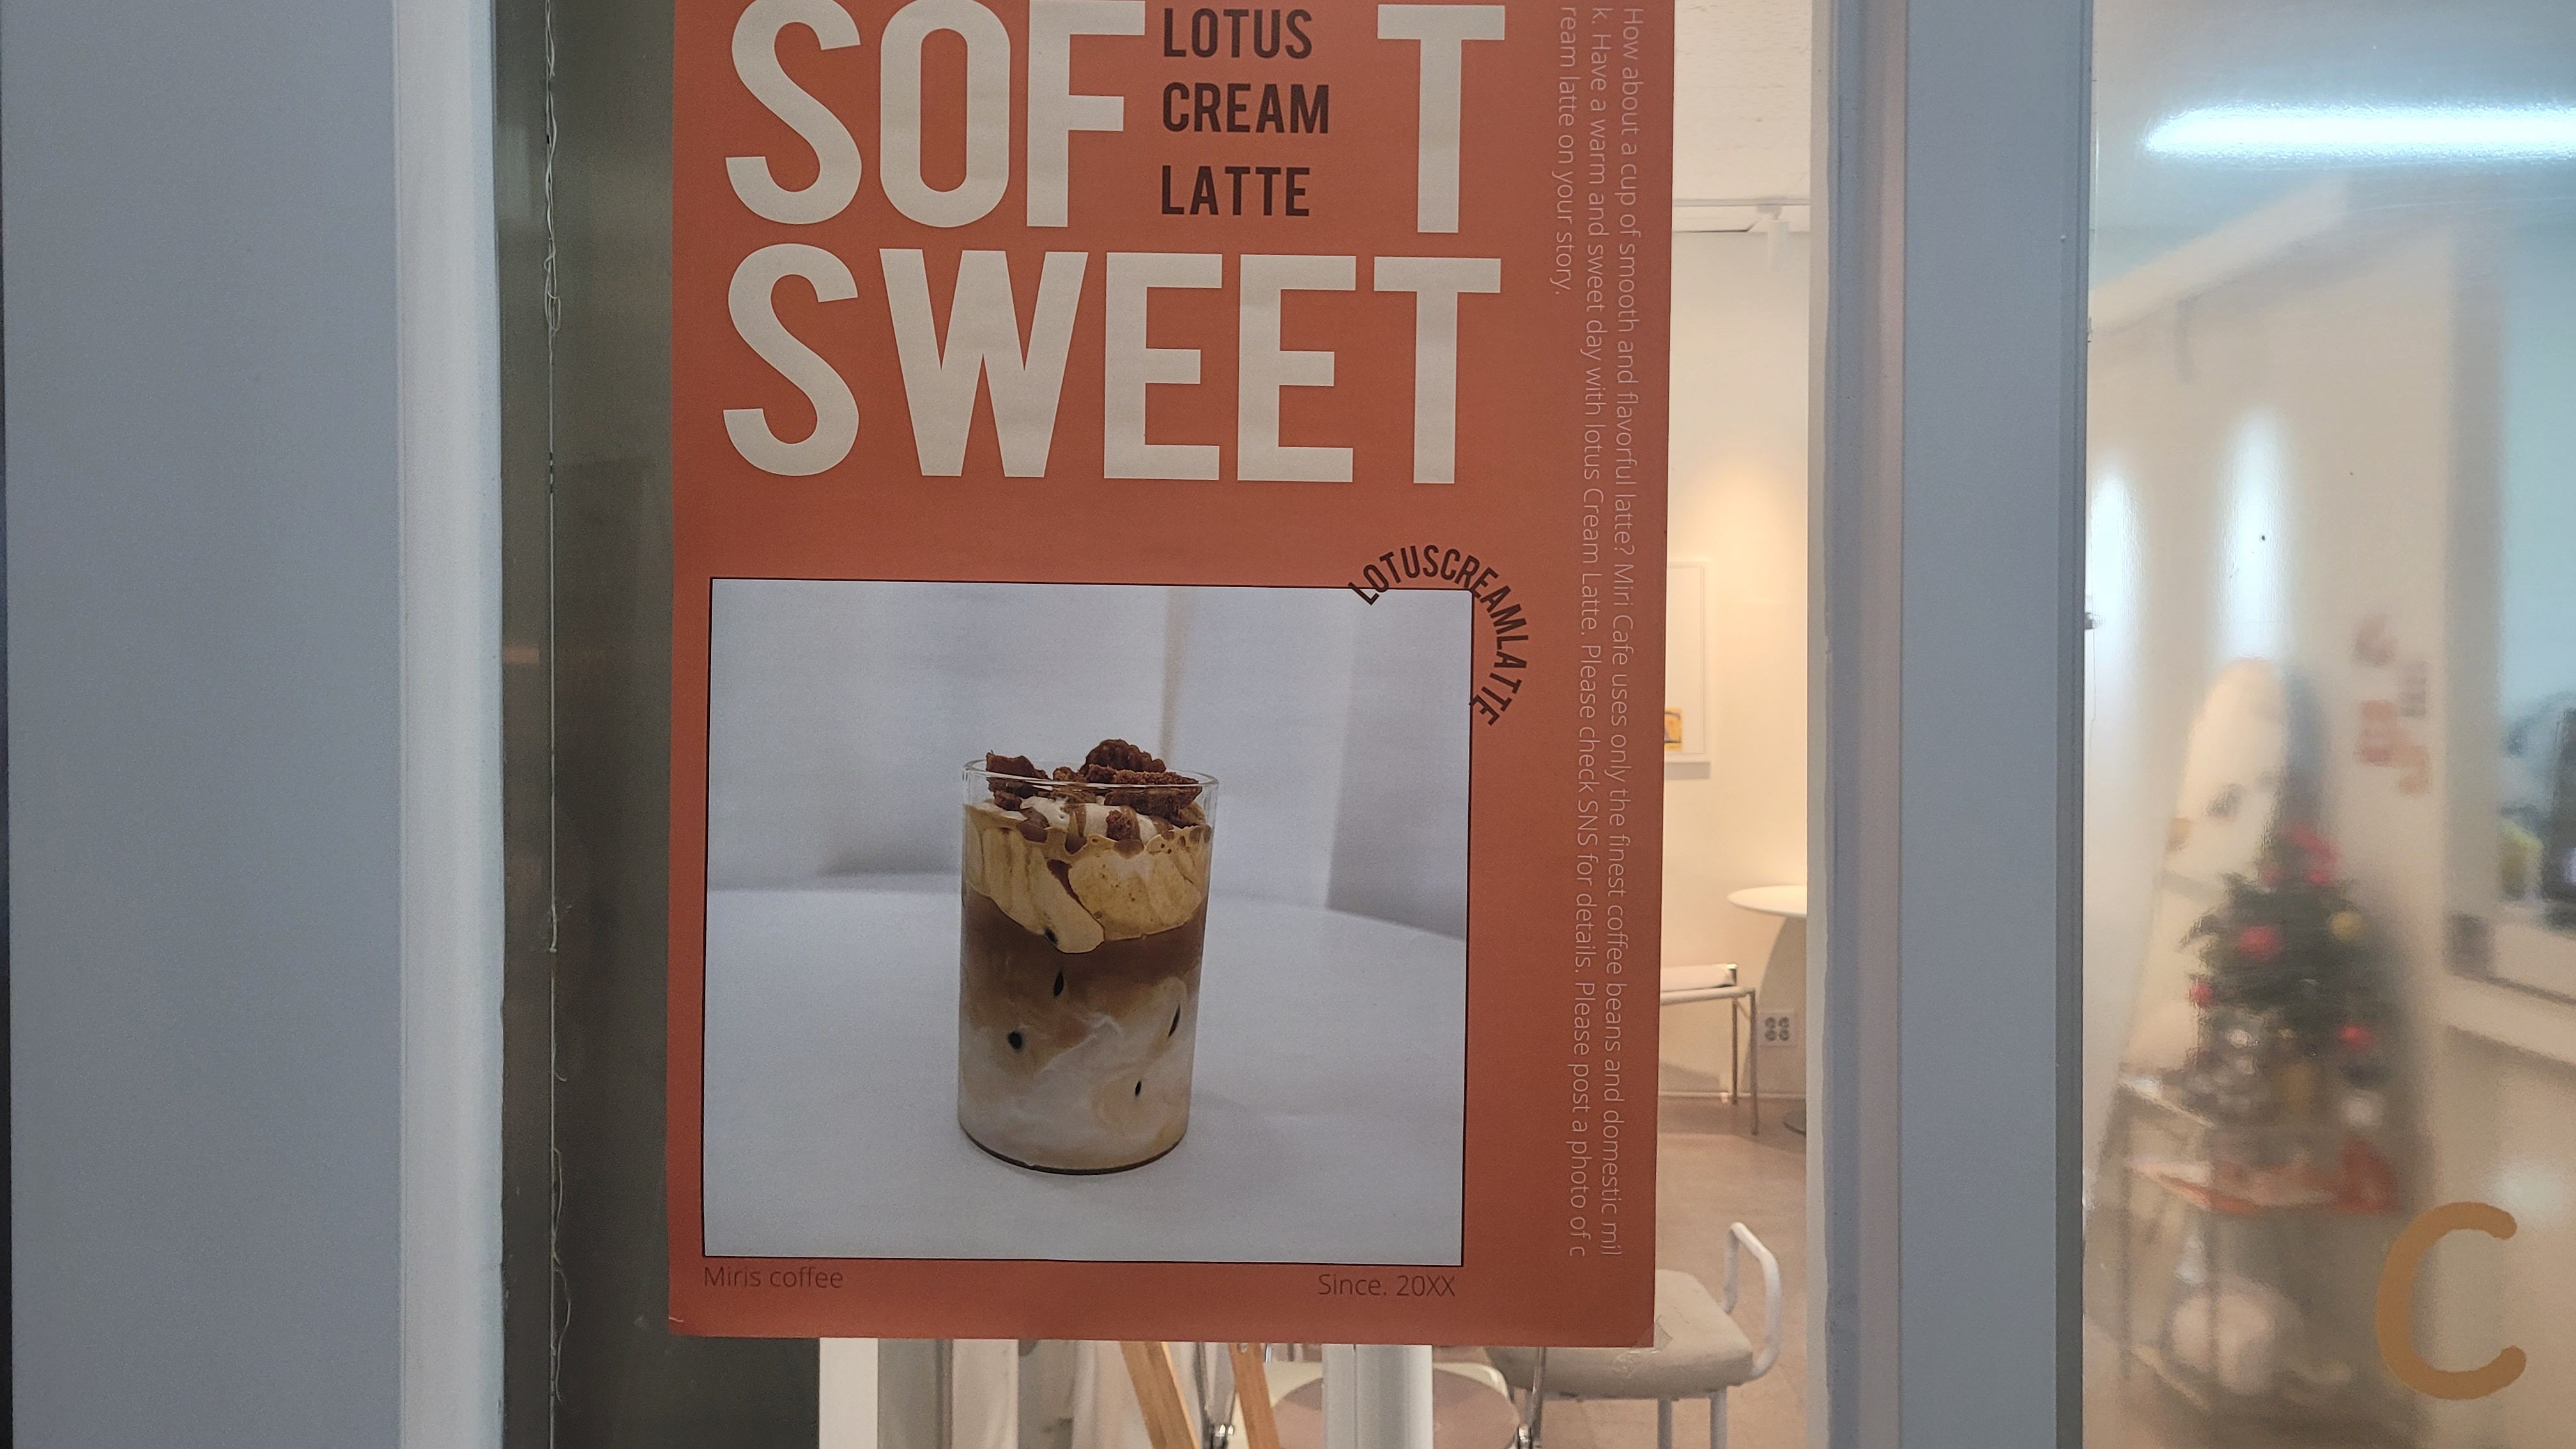 SOF T
LOTUS
CREAM
LATTE
SWEET
LOTUSCREAMLATTE
How about a cup of smooth and flavorful latte? Miri Cafe uses only the finest coffee beans and domestic mil
k. Have a warm and sweet day with lotus Cream Latte. Please check SNS for details. Please post a photo of c
ream latte on your story.
Miris coffee
Since. 20XX
C